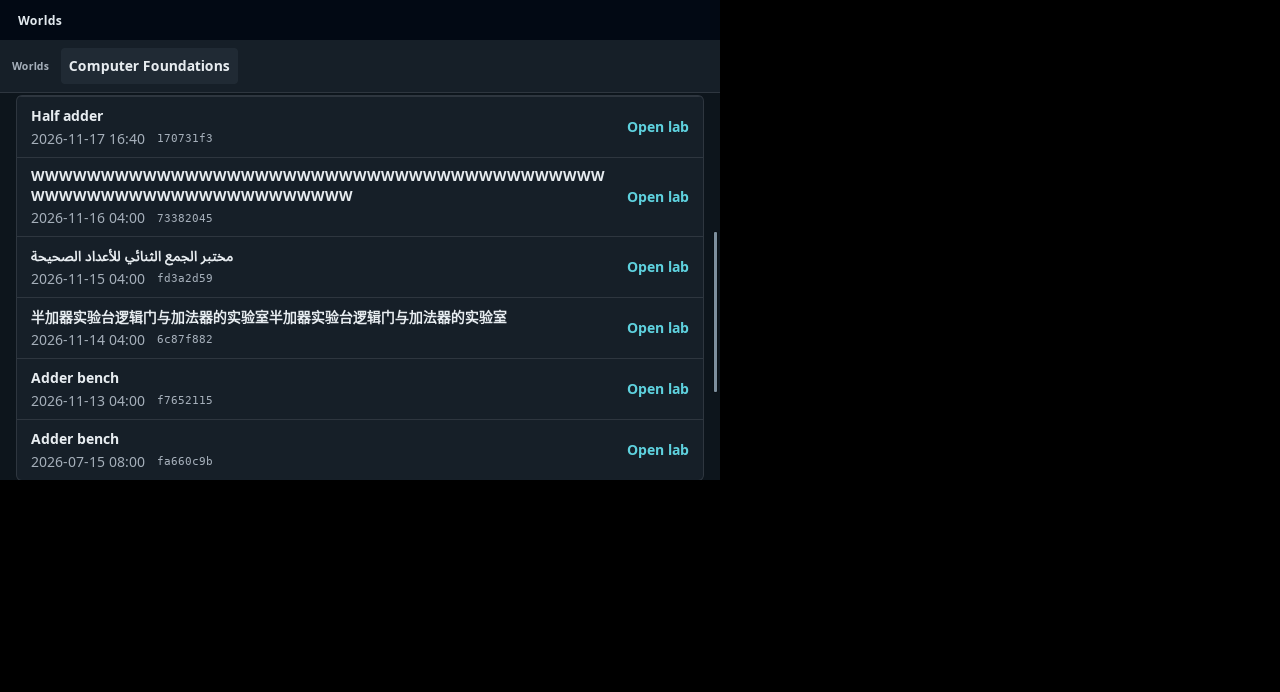 Worlds
Worlds
Computer Foundations
Half adder
2026-11-17 16:40 170731f3
Open lab
WWWWWWWWWWWWWWWWWWWWWWWWWWWWWWWWWWWWWWWWW
WWWWWWWWWWWWWWWWWWWWWWW
2026-11-16 04:00 73382045
Open lab
مختبر الجمع الثنائي للأعداد الصحيحة
2026-11-15 04:00 fd3a2d59
Open lab
半加器实验台逻辑门与加法器的实验室半加器实验台逻辑门与加法器的实验室
2026-11-14 04:00 6c87f882
Open lab
Adder bench
2026-11-13 04:00 f7652115
Open lab
Adder bench
2026-07-15 08:00 fa660c9b
Open lab